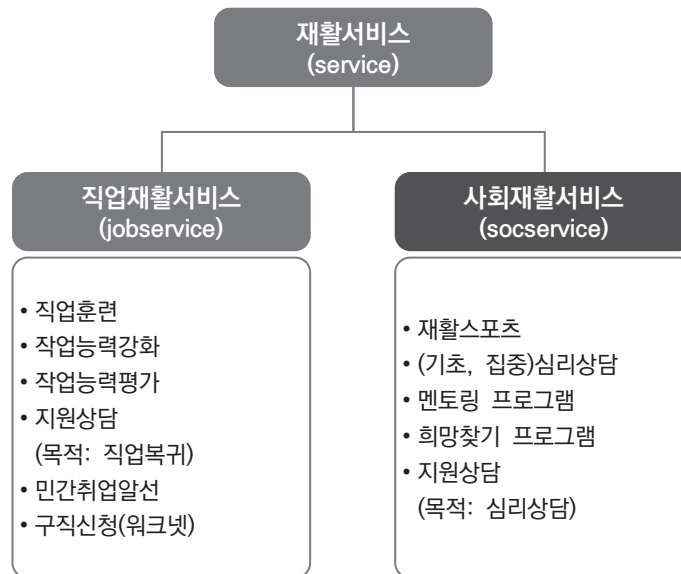 재활서비스
(service)
직업재활서비스
(jobservice)
• 직업훈련
• 작업능력강화
• 작업능력평가
• 지원상담
(목적: 직업복귀)
• 민간취업알선
• 구직신청(워크넷)
사회재활서비스
(socservice)
• 재활스포츠
• (기초, 집중)심리상담
• 멘토링 프로그램
• 희망찾기 프로그램
• 지원상담
(목적: 심리상담)